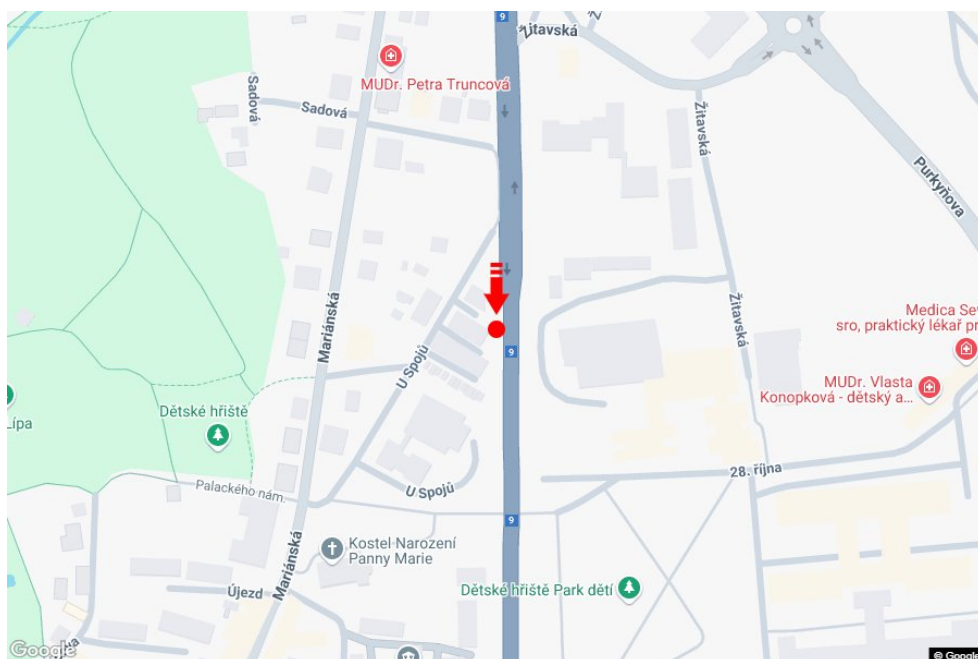 9
Žitavská
MUDr. Petra Truncová
Sadová
Sadová
Žitavská
Purkyňova
Mariánská
Žitavská
Medica Sev
sro, praktický lékař pr
9
U Spojů
MUDr. Vlasta
Konopková - dětský a...
Lípa
Dětské hřiště
28. října
Palackého nám.
U Spojů
9
Mariánská
Kostel Narození
Panny Marie
Újezd
Dětské hřiště Park dětí
Google
© Google